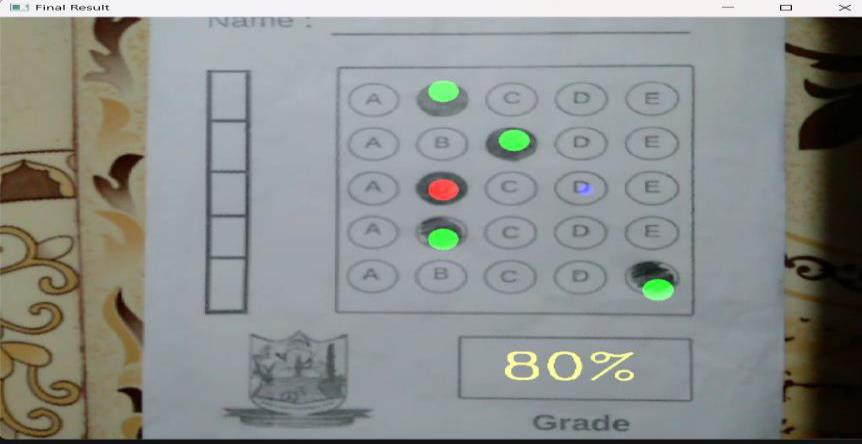 Final Result
Name :
A C D E
A B D E
A C D E
A C D E
A B C D
80%
Grade